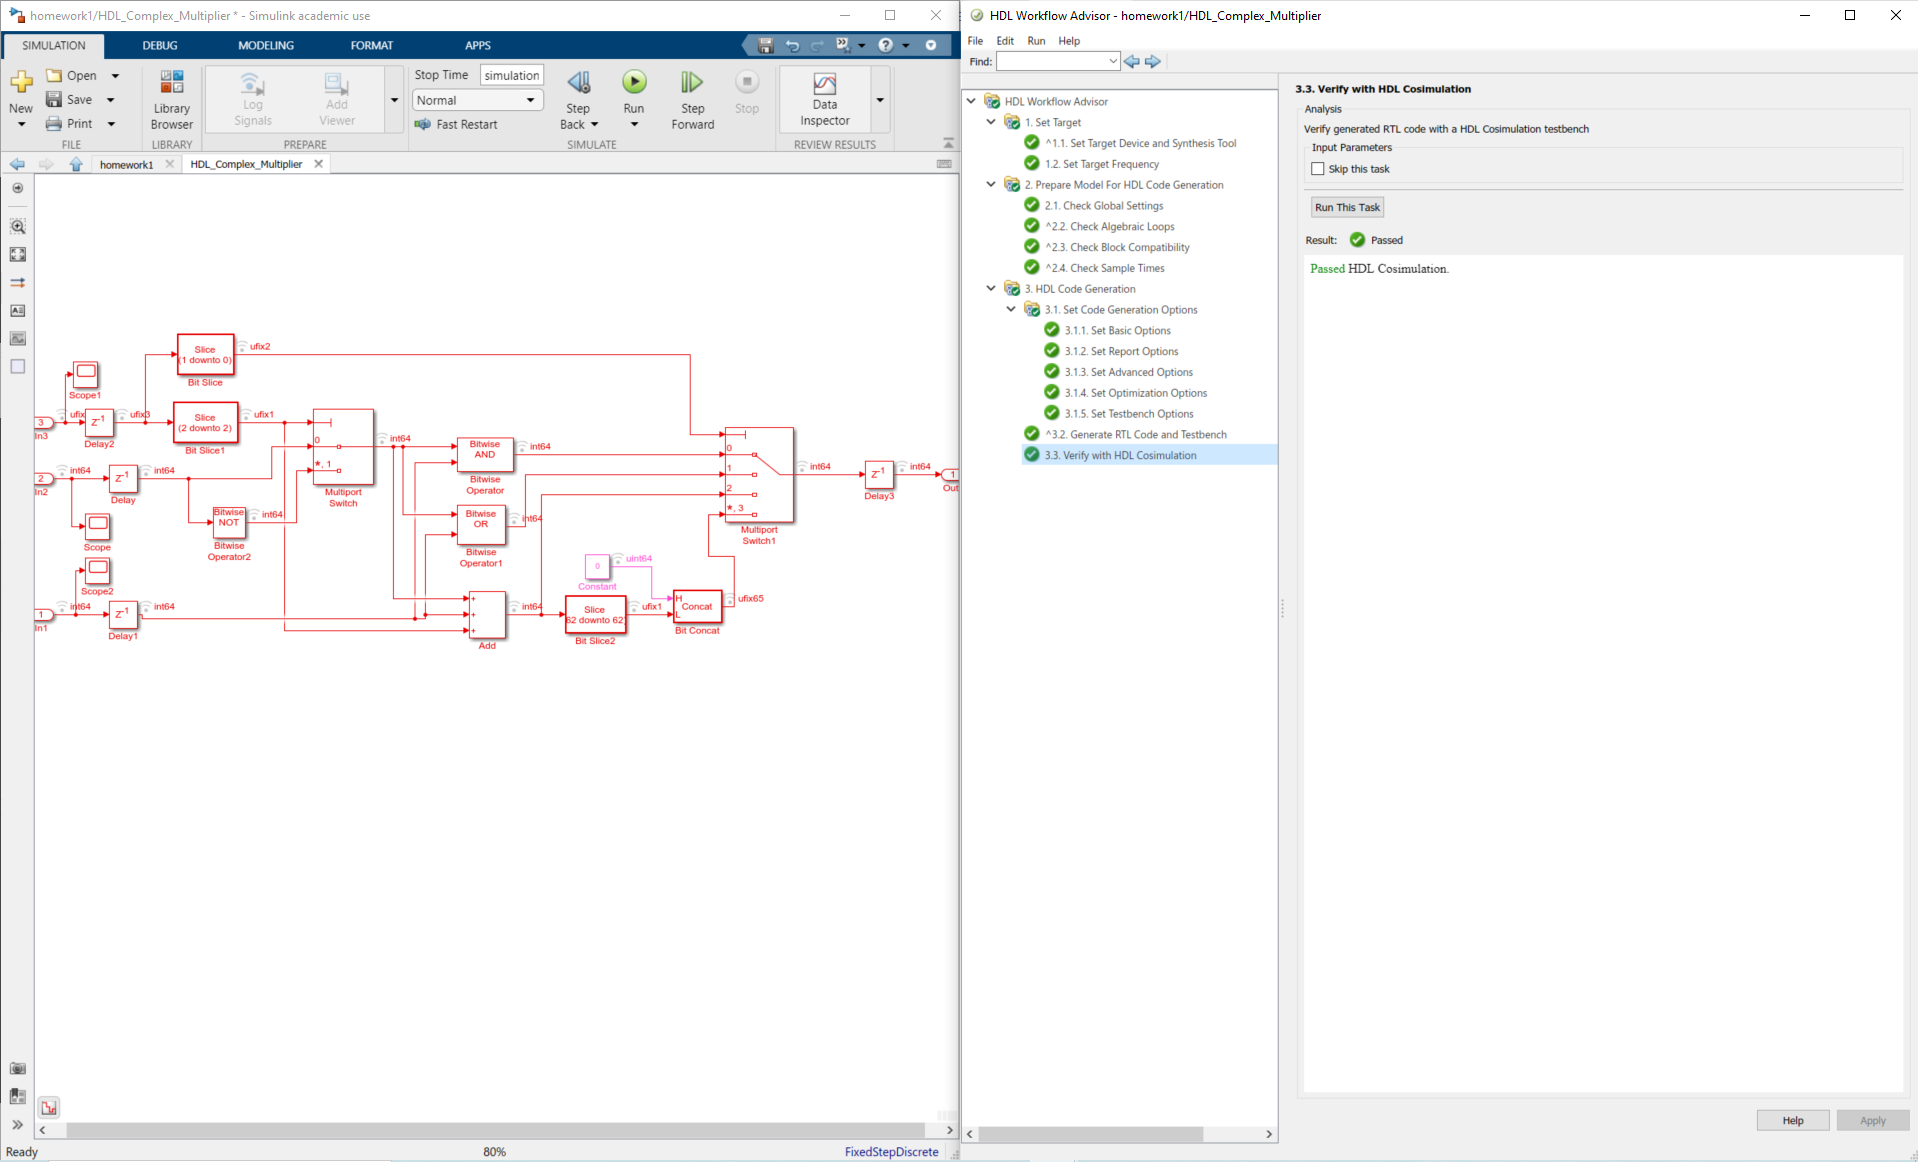 homework1/HDL_Complex_Multiplier * - Simulink academic use
SIMULATION DEBUG MODELING FORMAT APPS
New
Open
Save
Print
FILE
Library
Browser
LIBRARY
Log
Signals
Add
Viewer
PREPARE
Stop Time simulation
Normal
Fast Restart
Step
Back
Run
Step
Forward
Stop
SIMULATE
Data
Inspector
REVIEW RESULTS
homework1 HDL_Complex_Multiplier
Slice
(1 downto 0)
Bit Slice
ufix2
Scope1
3
In3
ufix
Z-1
Delay2
ufix3
Slice
(2 downto 2)
Bit Slice1
ufix1
0
*, 1
Multiport
Switch
int64
2
In2
int64
Z-1
Delay
int64
Scope
Bitwise
NOT
Bitwise
Operator2
int64
Scope2
1
In1
int64
Z-1
Delay1
int64
Bitwise
AND
Bitwise
Operator
int64
Bitwise
OR
Bitwise
Operator1
int64
+
+
+
Add
int64
0
Constant
uint64
Slice
62 downto 62
Bit Slice2
ufix1
H
L
Concat
Bit Concat
ufix65
0
1
2
*, 3
Multiport
Switch1
int64
Z-1
Delay3
int64
1
Out
Ready 80% FixedStepDiscrete
HDL Workflow Advisor - homework1/HDL_Complex_Multiplier
File Edit Run Help
Find:
HDL Workflow Advisor
1. Set Target
^1.1. Set Target Device and Synthesis Tool
1.2. Set Target Frequency
2. Prepare Model For HDL Code Generation
2.1. Check Global Settings
^2.2. Check Algebraic Loops
^2.3. Check Block Compatibility
^2.4. Check Sample Times
3. HDL Code Generation
3.1. Set Code Generation Options
3.1.1. Set Basic Options
3.1.2. Set Report Options
3.1.3. Set Advanced Options
3.1.4. Set Optimization Options
3.1.5. Set Testbench Options
^3.2. Generate RTL Code and Testbench
3.3. Verify with HDL Cosimulation
3.3. Verify with HDL Cosimulation
Analysis
Verify generated RTL code with a HDL Cosimulation testbench
Input Parameters
Skip this task
Run This Task
Result: Passed
Passed HDL Cosimulation.
Help Apply